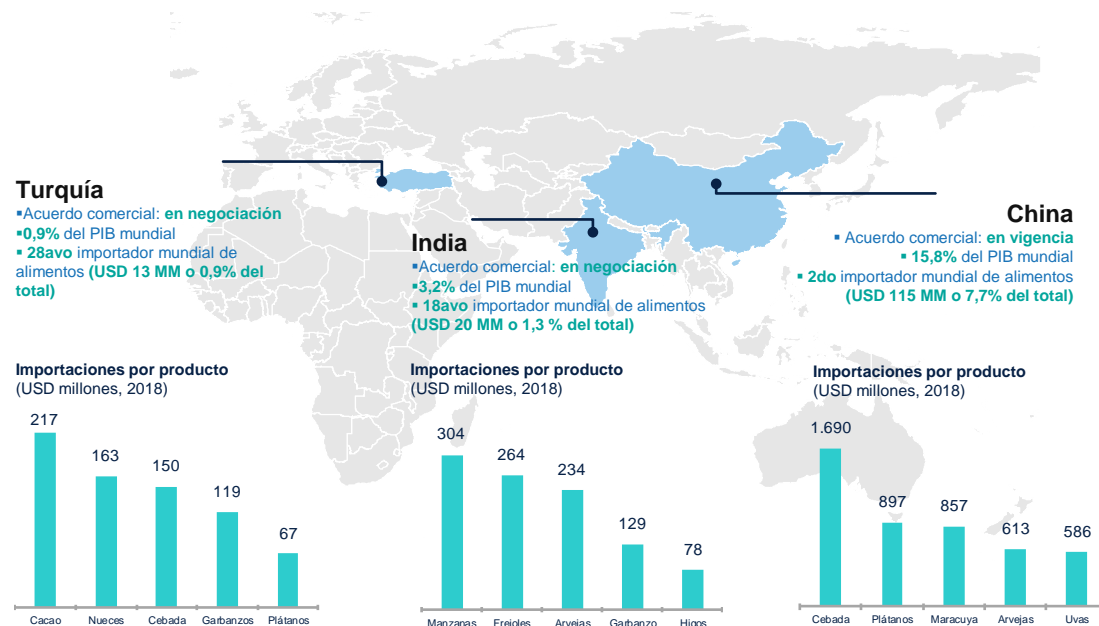 Turquía
▪Acuerdo comercial: en negociación
▪0,9% del PIB mundial
▪ 28avo importador mundial de
alimentos (USD 13 MM o 0,9% del
total)
India
▪Acuerdo comercial: en negociación
▪3,2% del PIB mundial
▪ 18avo importador mundial de alimentos
(USD 20 MM o 1,3 % del total)
China
▪ Acuerdo comercial: en vigencia
▪ 15,8% del PIB mundial
▪ 2do importador mundial de alimentos
(USD 115 MM o 7,7% del total)
Importaciones por producto
(USD millones, 2018)
217
163
150
119
67
Cacao Nueces Cebada Garbanzos Plátanos
Importaciones por producto
(USD millones, 2018)
304
264
234
129
78
Manzanas Frejoles Arvejas Garbanzo Higos
Importaciones por producto
(USD millones, 2018)
1.690
897
857
613
586
Cebada Plátanos Maracuya Arvejas Uvas